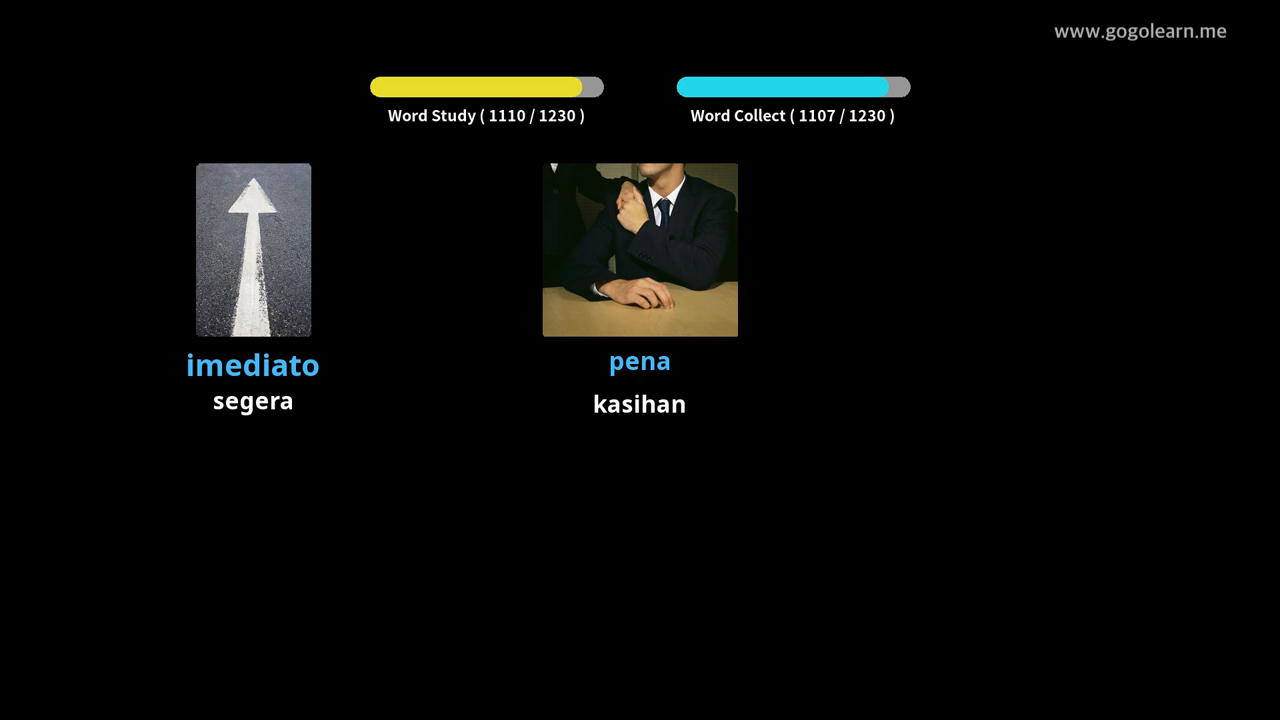 www.gogolearn.me
Word Study ( 1110 / 1230 )
Word Collect ( 1107 / 1230 )
imediato
segera
pena
kasihan